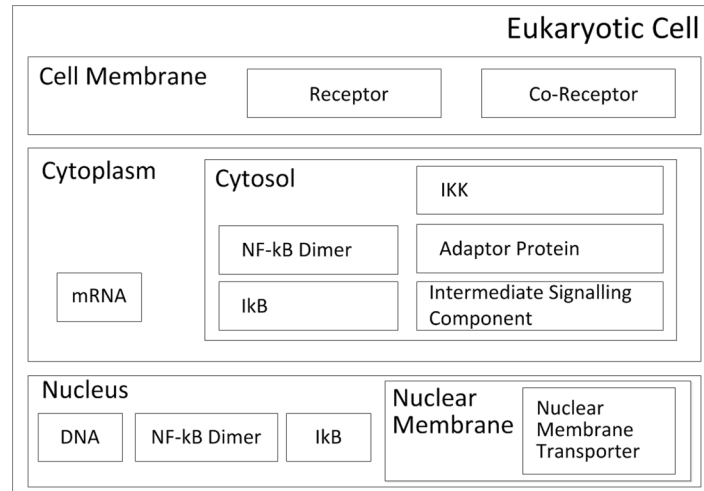 Eukaryotic Cell
Cell Membrane
Receptor
Co-Receptor
Cytoplasm
mRNA
Cytosol
IKK
NF-kB Dimer
Adaptor Protein
IkB
Intermediate Signalling
Component
Nucleus
DNA
NF-kB Dimer
IkB
Nuclear
Membrane
Nuclear
Membrane
Transporter